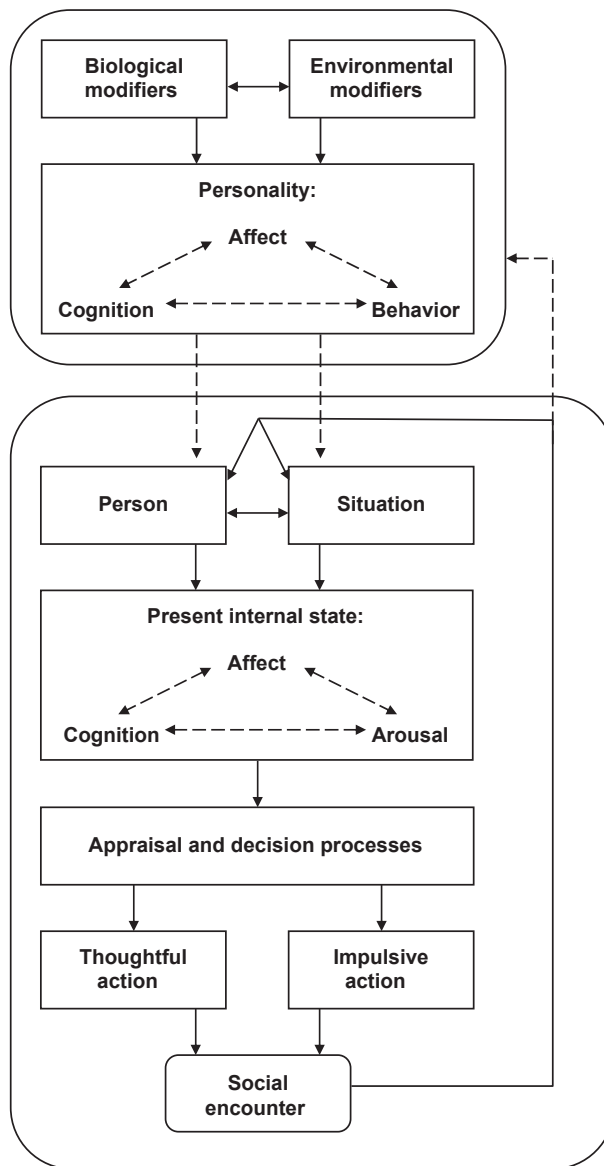 Biological
modifiers
Environmental
modifiers
Personality:
Affect
Cognition
Behavior
Person
Situation
Present internal state:
Affect
Cognition
Arousal
Appraisal and decision processes
Thoughtful
action
Impulsive
action
Social
encounter